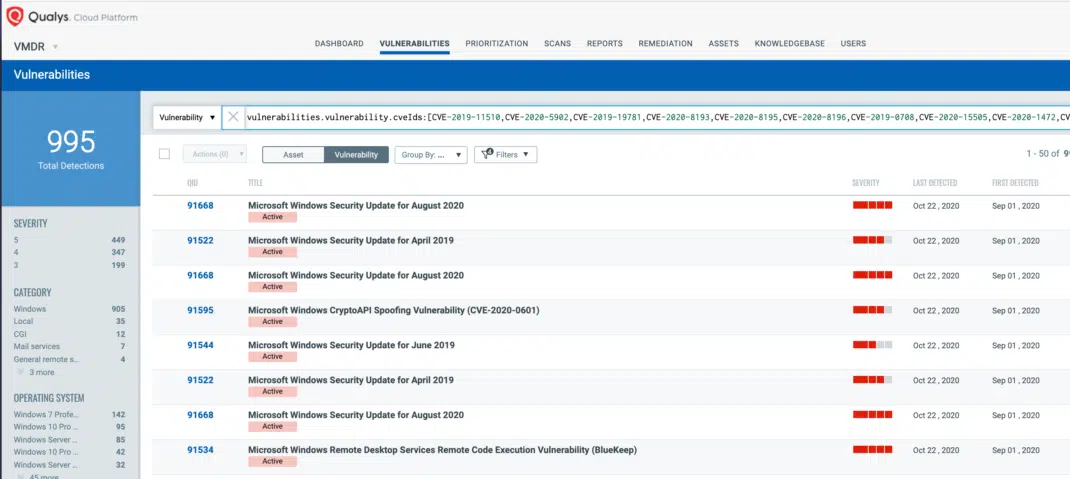 Qualys. Cloud Platform
VMDR
DASHBOARD VULNERABILITIES PRIORITIZATION SCANS REPORTS REMEDIATION ASSETS KNOWLEDGEBASE USERS
Vulnerabilities
995
Total Detections
Vulnerability vulnerabilities.vulnerability.cveIds:[CVE-2019-11510,CVE-2020-5902,CVE-2019-19781,CVE-2020-8193,CVE-2020-8195,CVE-2020-8196,CVE-2019-0708,CVE-2020-15505,CVE-2020-1472,CV
Actions (0) Asset Vulnerability Group By: ... 4 Filters 1 - 50 of 99
QID TITLE SEVERITY LAST DETECTED FIRST DETECTED
91668 Microsoft Windows Security Update for August 2020 Oct 22, 2020 Sep 01, 2020
Active
91522 Microsoft Windows Security Update for April 2019 Oct 22, 2020 Sep 01, 2020
Active
91668 Microsoft Windows Security Update for August 2020 Oct 22, 2020 Sep 01, 2020
Active
91595 Microsoft Windows CryptoAPI Spoofing Vulnerability (CVE-2020-0601) Oct 22, 2020 Sep 01, 2020
Active
91544 Microsoft Windows Security Update for June 2019 Oct 22, 2020 Sep 01, 2020
Active
91522 Microsoft Windows Security Update for April 2019 Oct 22, 2020 Sep 01, 2020
Active
91668 Microsoft Windows Security Update for August 2020 Oct 22, 2020 Sep 01, 2020
Active
91534 Microsoft Windows Remote Desktop Services Remote Code Execution Vulnerability (BlueKeep) Oct 22, 2020 Sep 01, 2020
Active
SEVERITY
5 449
4 347
3 199
CATEGORY
Windows 905
Local 35
CGI 12
Mail services 7
General remote s... 4
3 more
OPERATING SYSTEM
Windows 7 Profe... 142
Windows 10 Pro ... 95
Windows Server ... 85
Windows 10 Pro ... 42
Windows Server ... 32
45 more